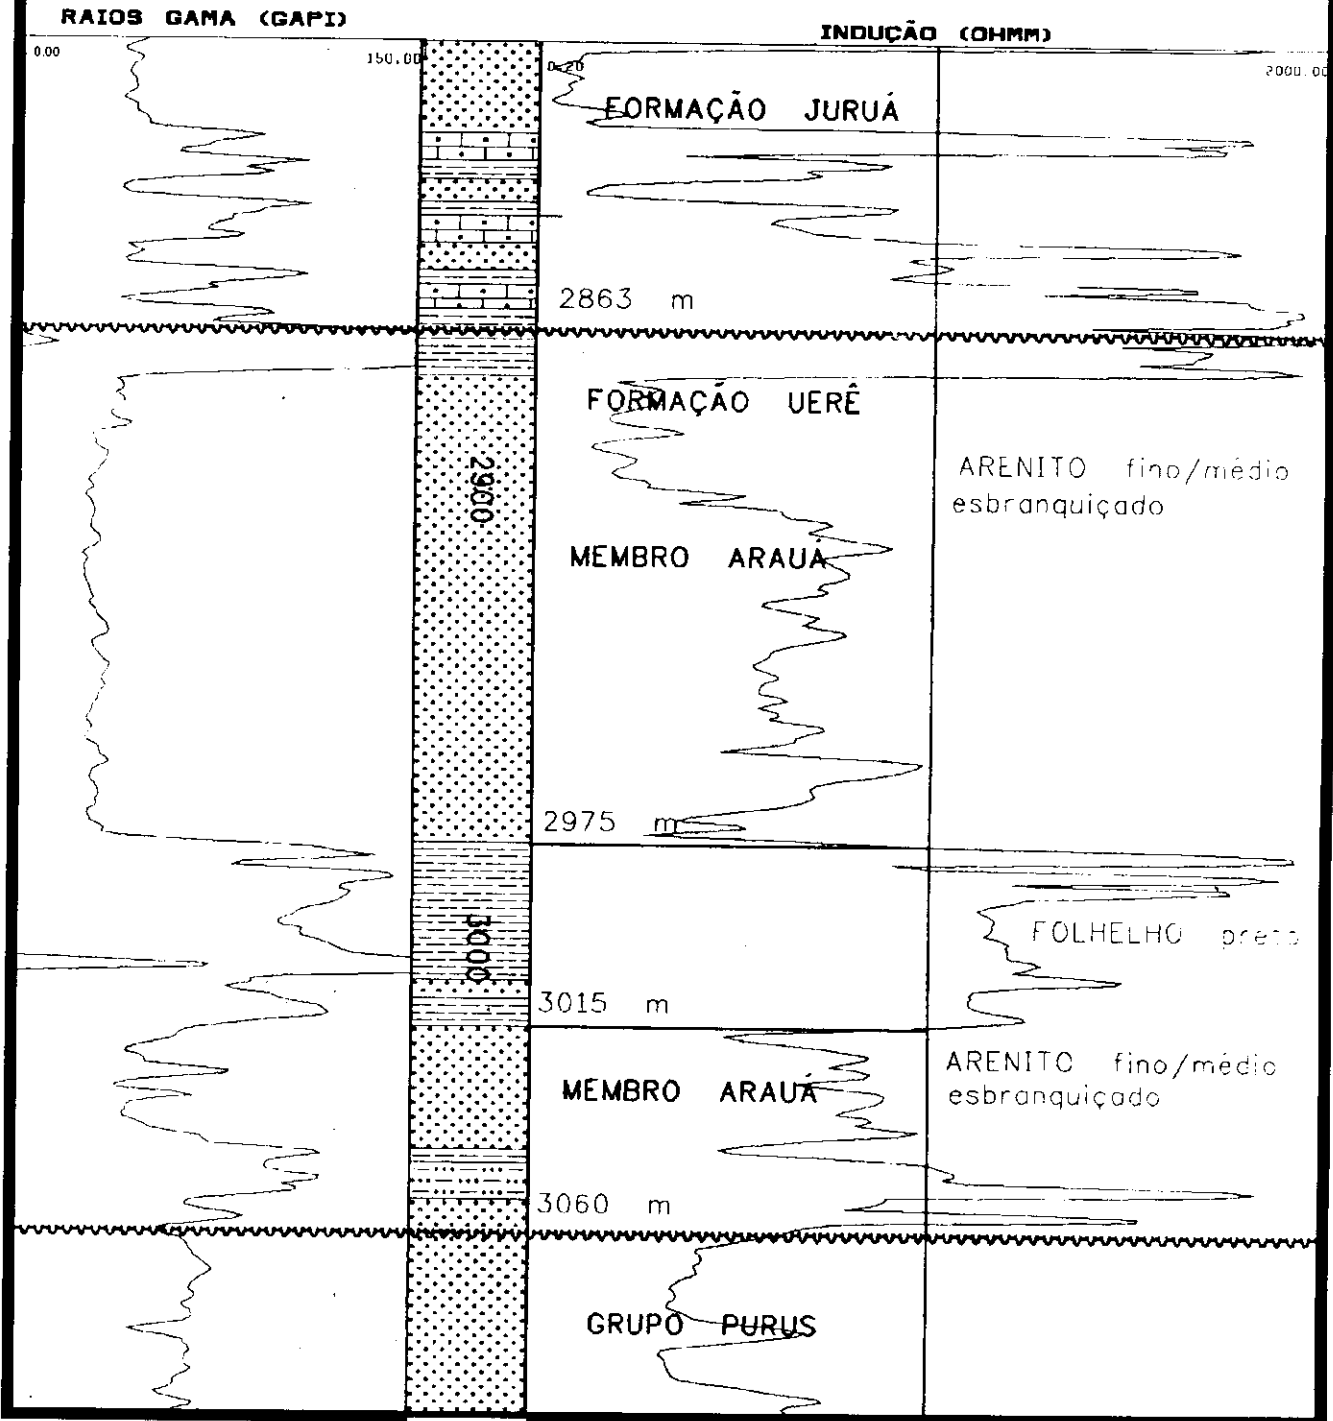 RAIOS GAMA (GAPI)
INDUÇÃO (OHMM)
0.00
150.00
0.20
2000.00
FORMAÇÃO JURUÁ
2863 m
FORMAÇÃO UERÊ
ARENITO fino/médio
esbranquiçado
2900
MEMBRO ARAUÁ
2975 m
3000
FOLHELHO preto
3015 m
ARENITO fino/médio
esbranquiçado
MEMBRO ARAUÁ
3060 m
GRUPO PURUS